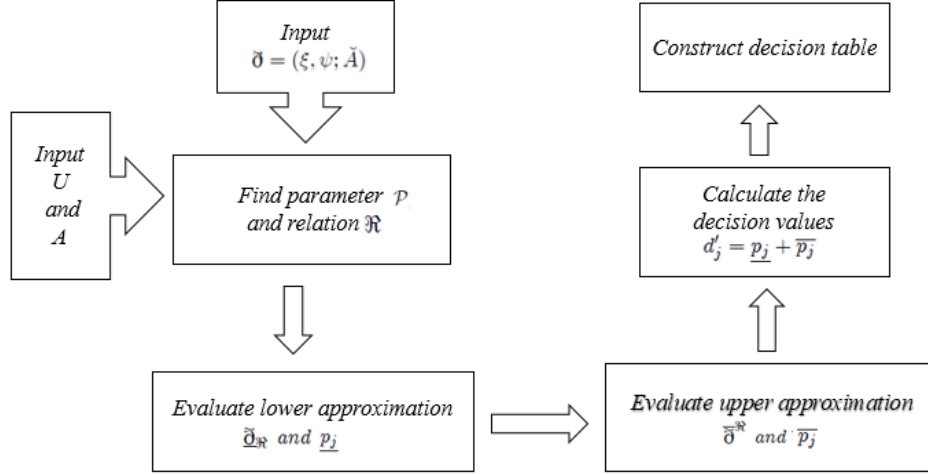 Input
ð̆ = (ξ, ψ; Ă)
Input
U
and
A
Find parameter 𝒫
and relation ℜ
Evaluate lower approximation
ð̲̆_ℜ and p̲ⱼ
Evaluate upper approximation
ð̅̆^ℜ and p̅ⱼ
Calculate the
decision values
d′ⱼ = p̲ⱼ + p̅ⱼ
Construct decision table